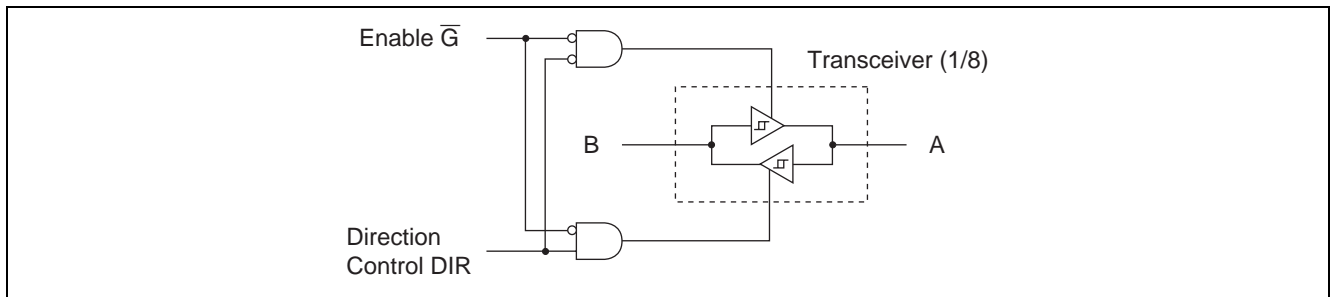 Enable G̅
Transceiver (1/8)
B
A
Direction
Control DIR